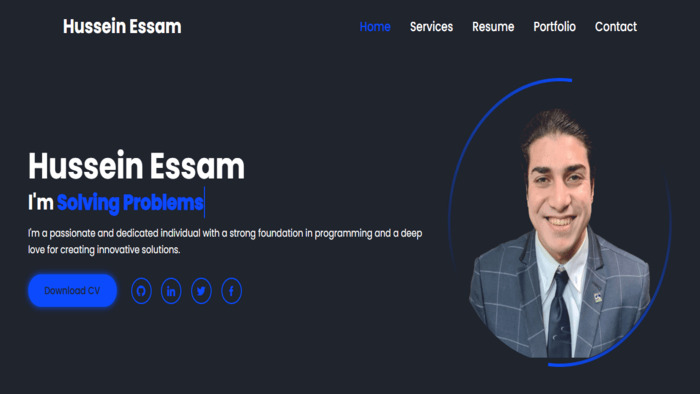 Hussein Essam
Home Services Resume Portfolio Contact
Hussein Essam
I'm Solving Problems
I'm a passionate and dedicated individual with a strong foundation in programming and a deep
love for creating innovative solutions.
Download CV